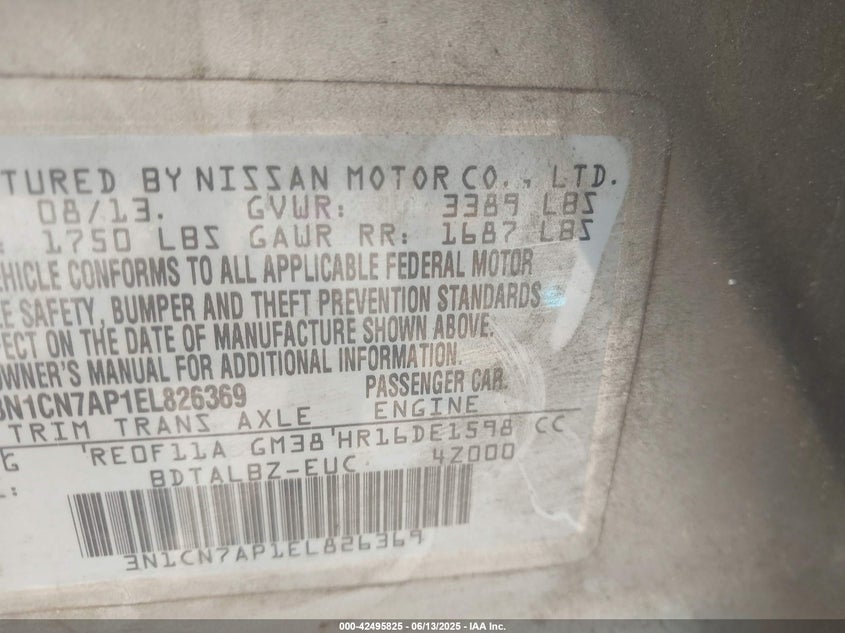 TURED BY NISSAN MOTOR CO., LTD.
08/13. GVWR: 3389 LBS
: 1750 LBS GAWR RR: 1687 LBS
EHICLE CONFORMS TO ALL APPLICABLE FEDERAL MOTOR
E SAFETY, BUMPER AND THEFT PREVENTION STANDARDS
FECT ON THE DATE OF MANUFACTURE SHOWN ABOVE.
OWNER'S MANUAL FOR ADDITIONAL INFORMATION.
3N1CN7AP1EL826369 PASSENGER CAR.
TRIM TRANS AXLE ENGINE
G 'RE0F11A GM38'HR16DE1598 CC
L: BDTALBZ-EUC 4Z000
3N1CN7AP1EL826369
000-42495825 - 06/13/2025 - IAA Inc.